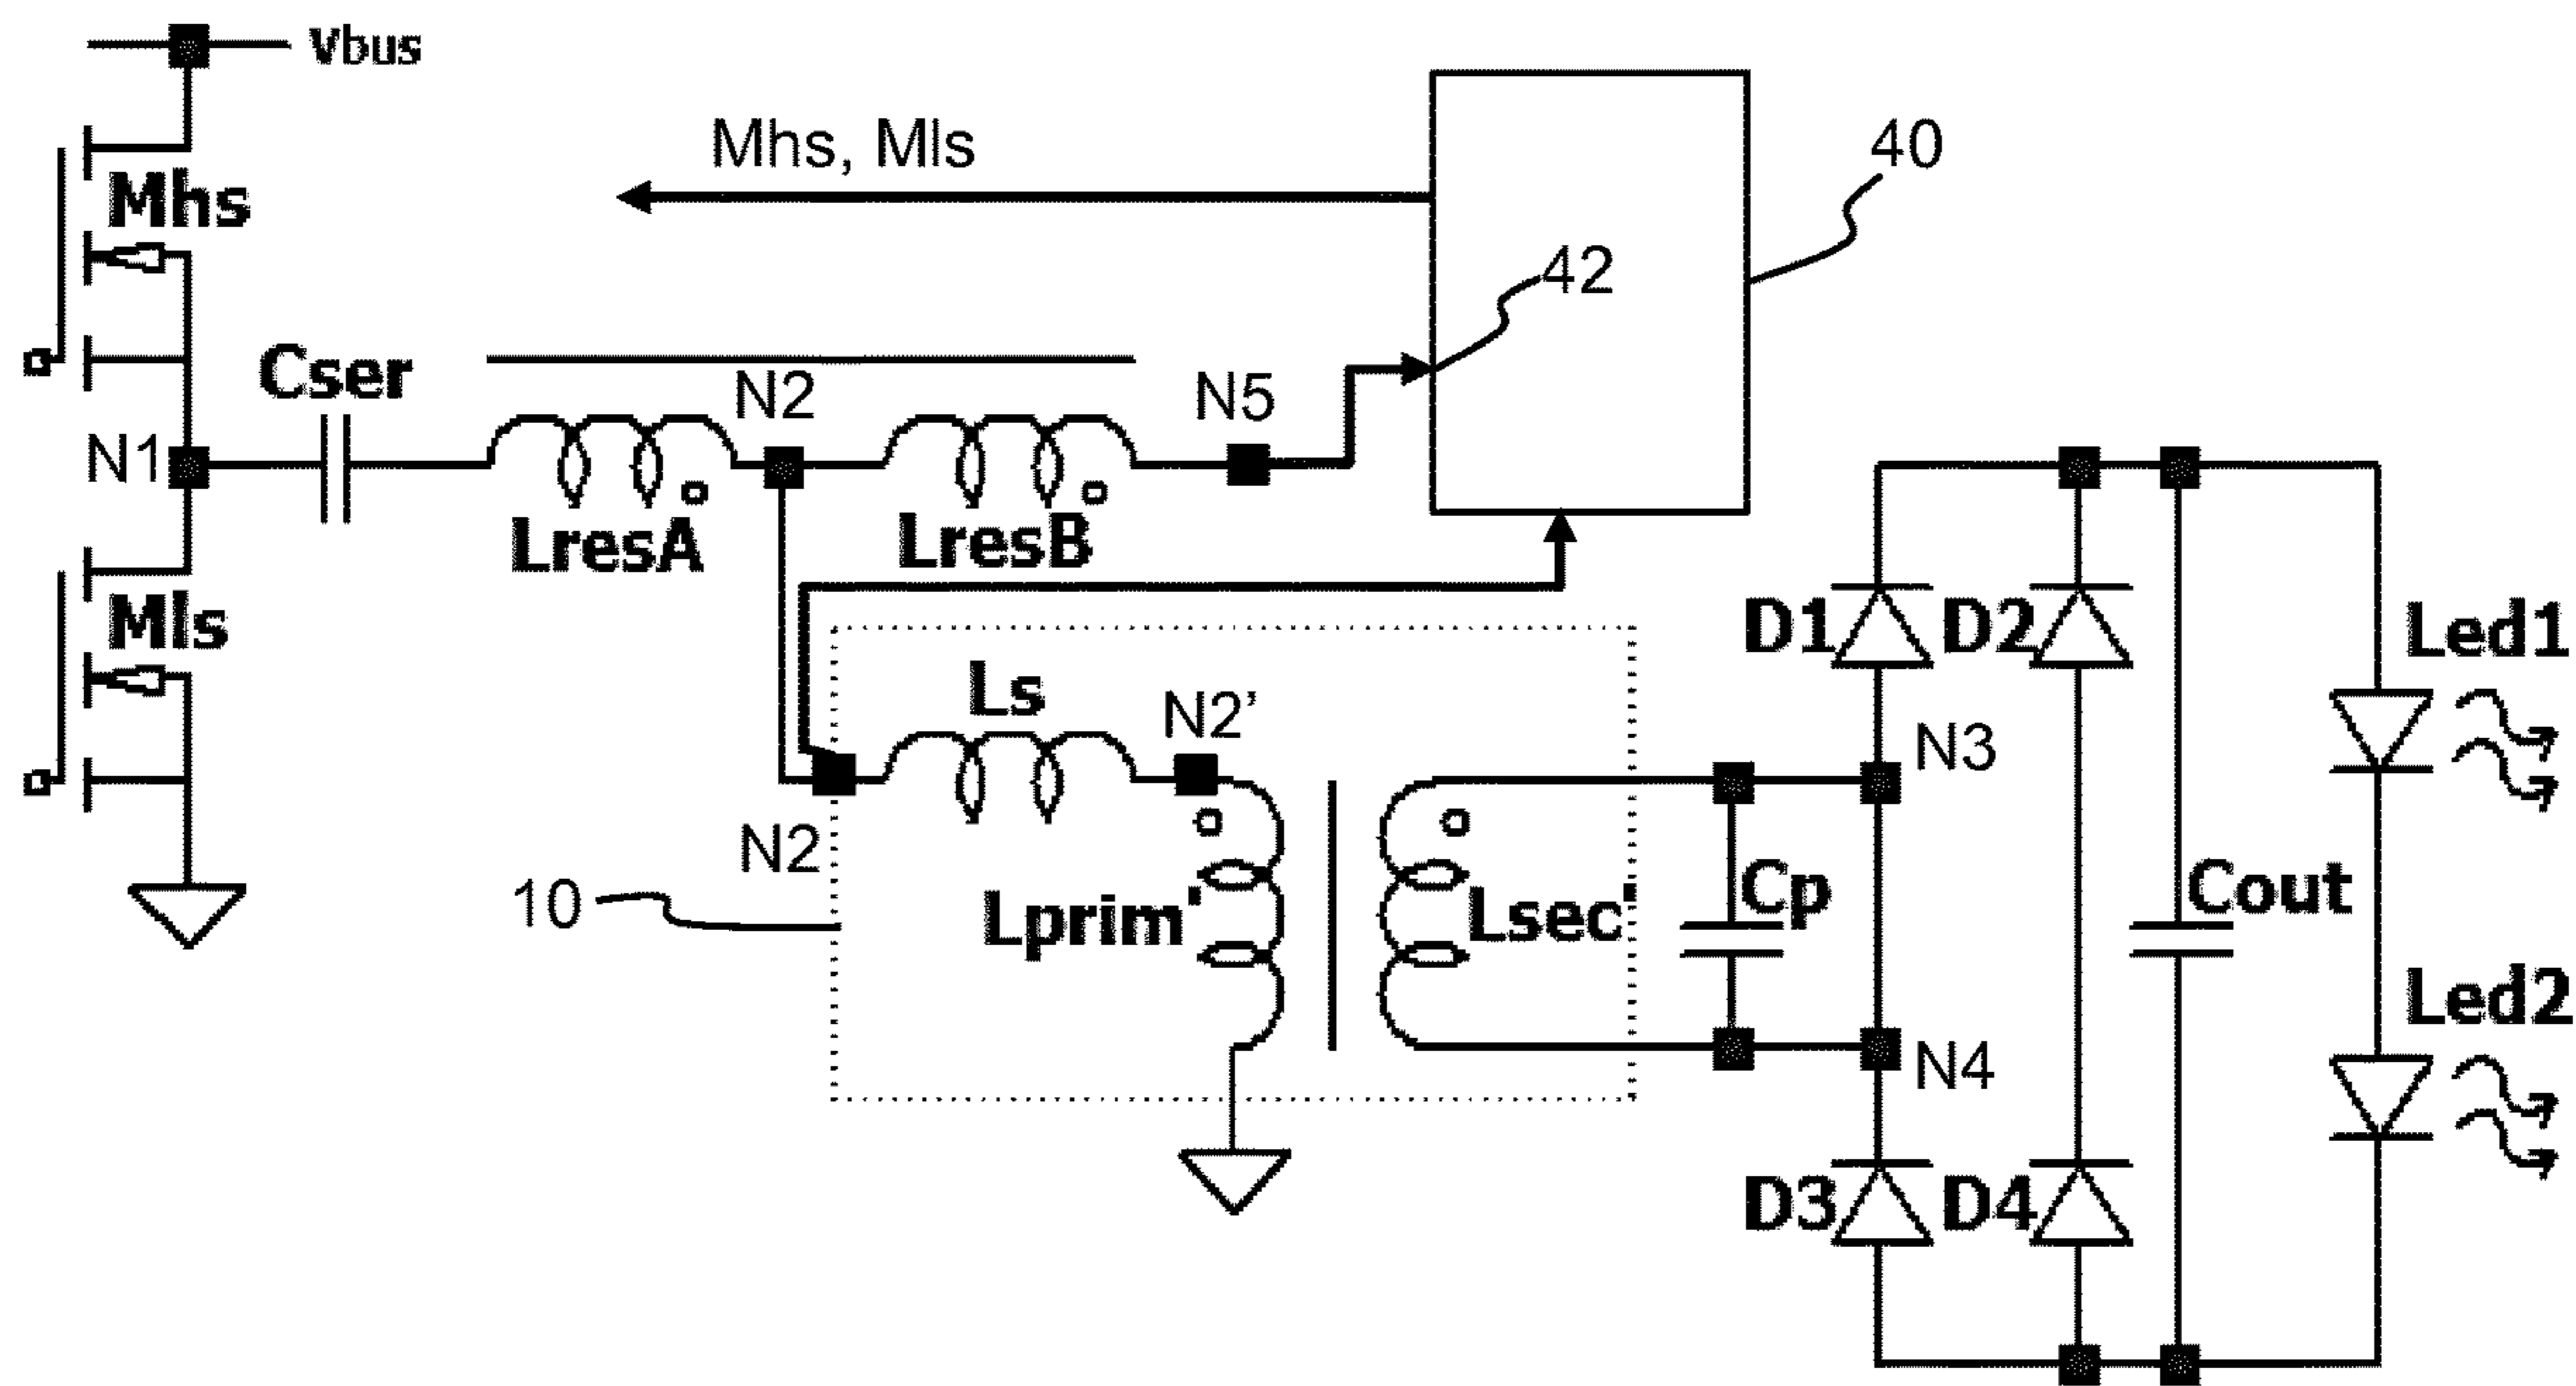 Vbus
Mhs, Mls
40
Mhs
42
Cser
N2
N5
N1
LresA
LresB
Mls
D1
D2
Led1
Ls
N2’
N3
N2
10
Lprim'
Lsec'
Cp
Cout
Led2
N4
D3
D4